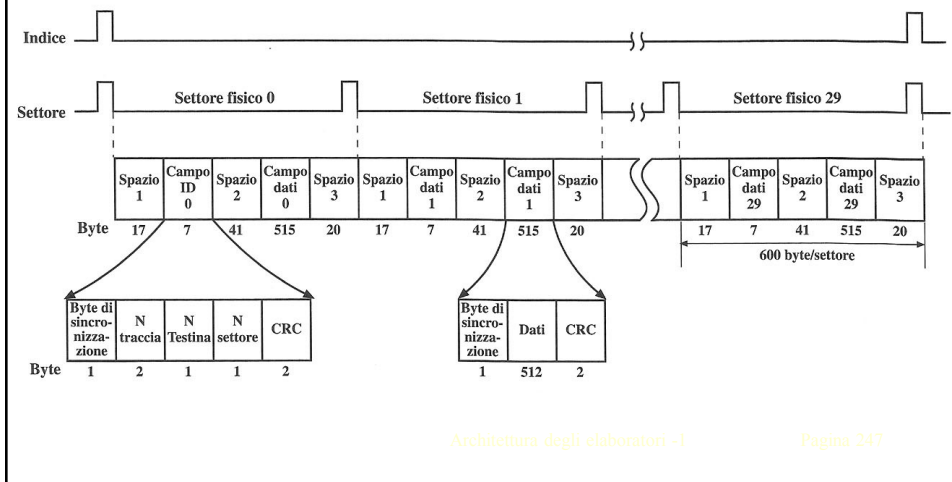 Indice
Settore
Settore fisico 0
Settore fisico 1
Settore fisico 29
Spazio 1
Campo ID 0
Spazio 2
Campo dati 0
Spazio 3
Spazio 1
Campo dati 1
Spazio 2
Campo dati 1
Spazio 3
Spazio 1
Campo dati 29
Spazio 2
Campo dati 29
Spazio 3
Byte 17 7 41 515 20 17 7 41 515 20 17 7 41 515 20
600 byte/settore
Byte di sincro-nizza-zione
N traccia
N Testina
N settore
CRC
Byte di sincro-nizza-zione
Dati
CRC
Byte 1 2 1 1 2 1 512 2
Architettura degli elaboratori -1 Pagina 247